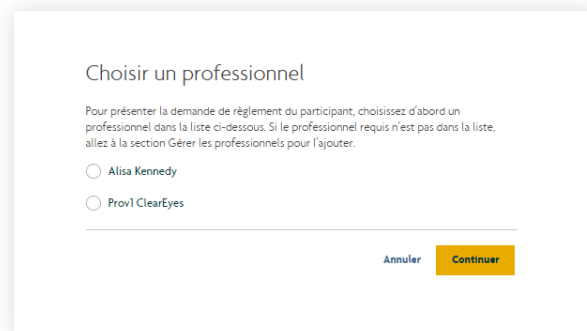 Choisir un professionnel
Pour présenter la demande de règlement du participant, choisissez d'abord un
professionnel dans la liste ci-dessous. Si le professionnel requis n'est pas dans la liste,
allez à la section Gérer les professionnels pour l'ajouter.
Alisa Kennedy
Prov1 ClearEyes
Annuler Continuer